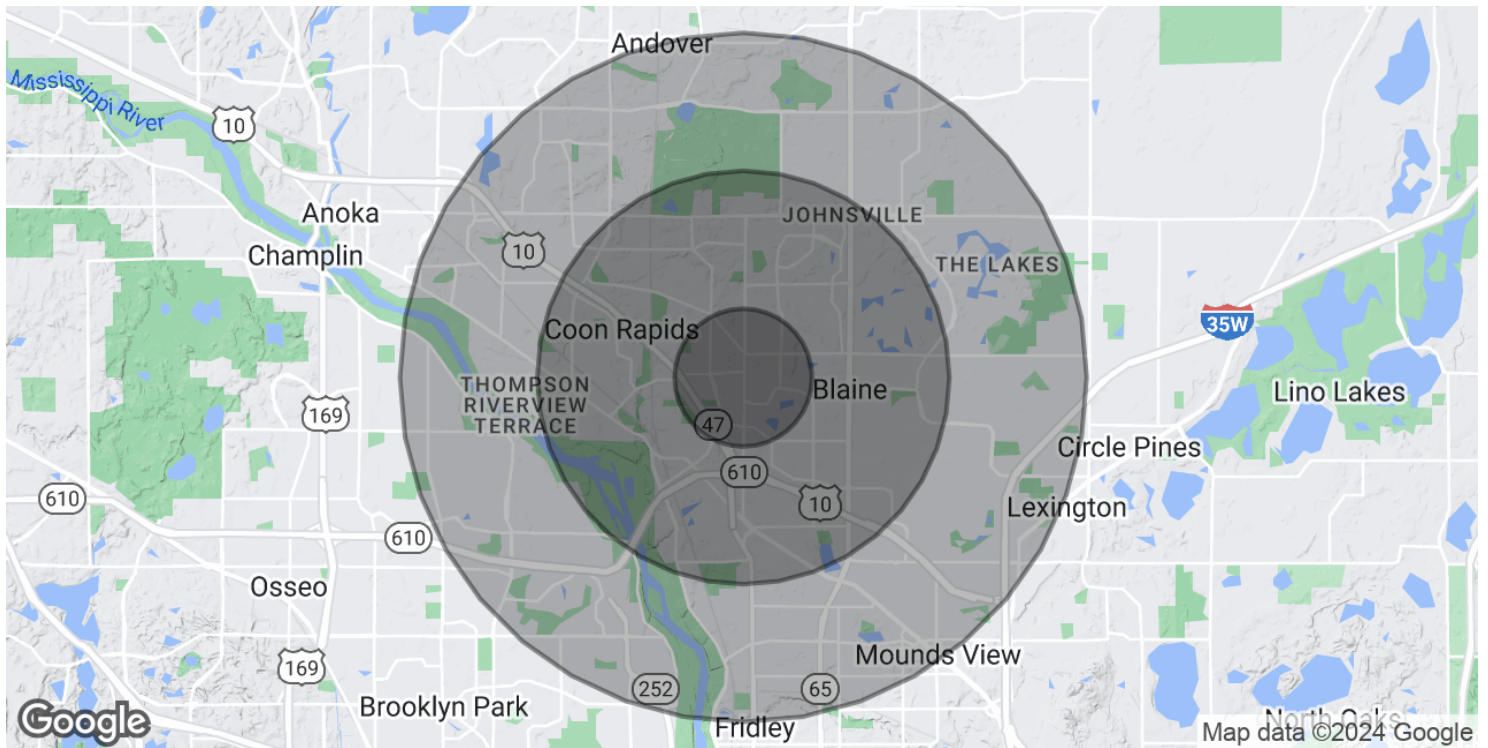 Andover
Mississippi River
10
Anoka
JOHNSVILLE
Champlin
10
THE LAKES
35W
Coon Rapids
THOMPSON
RIVERVIEW
TERRACE
Blaine
Lino Lakes
169
47
Circle Pines
610
610
10
Lexington
610
Osseo
Mounds View
169
252
65
Brooklyn Park
Fridley
North Oaks
Google
Map data ©2024 Google